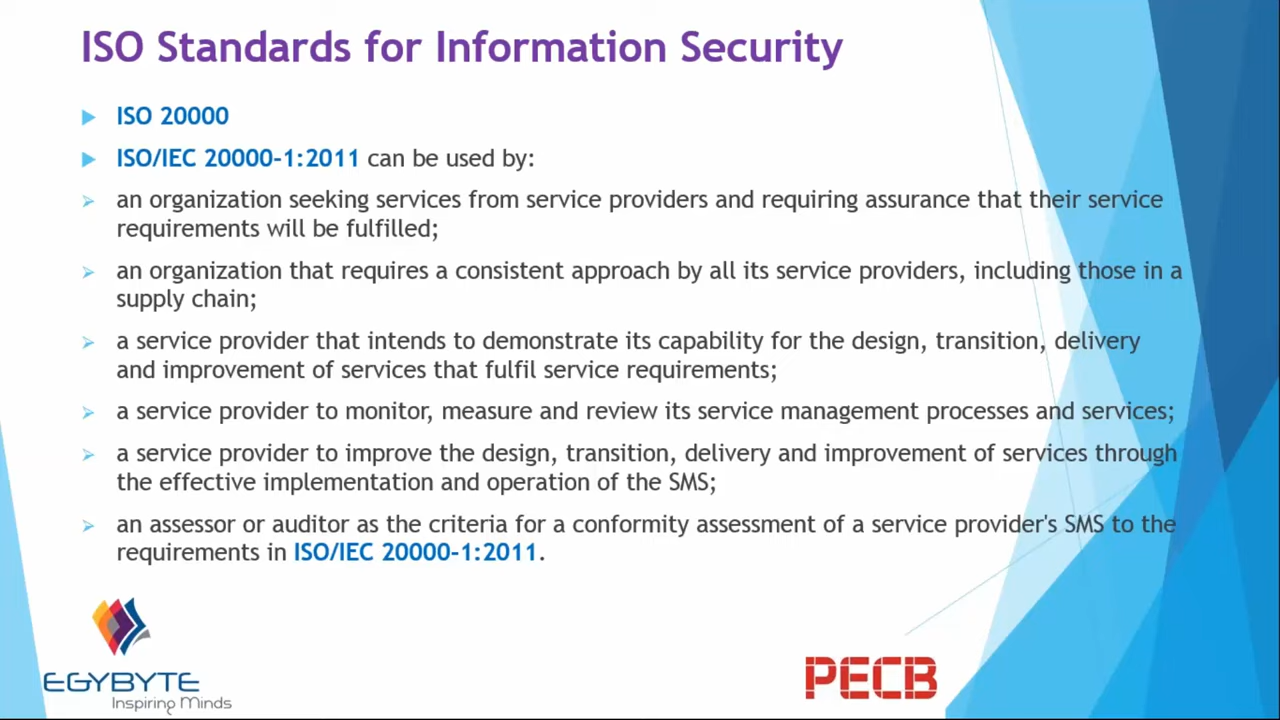 ISO Standards for Information Security
ISO 20000
ISO/IEC 20000-1:2011 can be used by:
an organization seeking services from service providers and requiring assurance that their service
requirements will be fulfilled;
an organization that requires a consistent approach by all its service providers, including those in a
supply chain;
a service provider that intends to demonstrate its capability for the design, transition, delivery
and improvement of services that fulfil service requirements;
a service provider to monitor, measure and review its service management processes and services;
a service provider to improve the design, transition, delivery and improvement of services through
the effective implementation and operation of the SMS;
an assessor or auditor as the criteria for a conformity assessment of a service provider's SMS to the
requirements in ISO/IEC 20000-1:2011.
EGYBYTE
Inspiring Minds
PECB